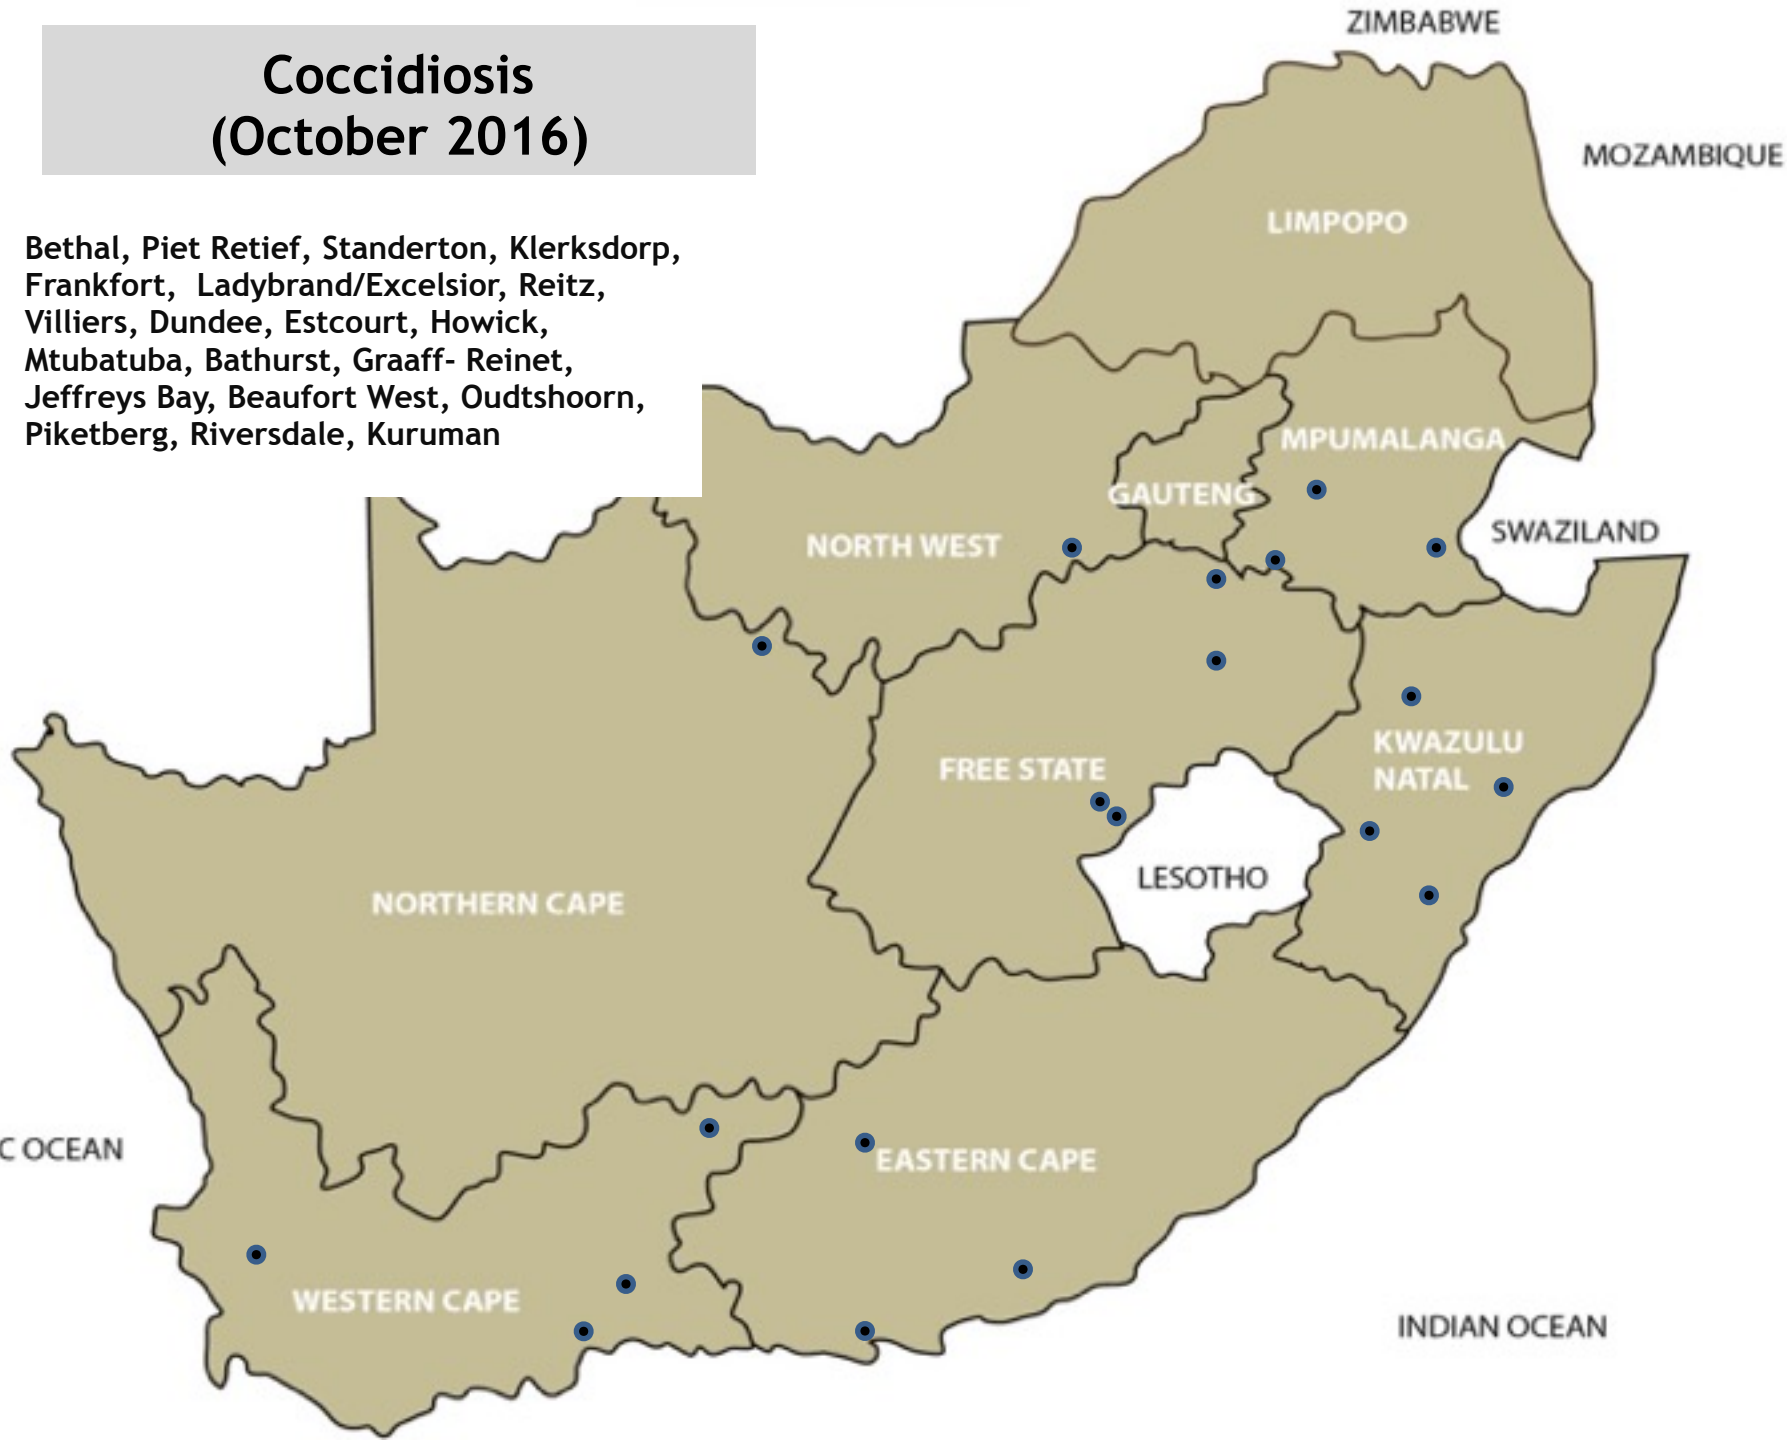 Coccidiosis
(October 2016)
Bethal, Piet Retief, Standerton, Klerksdorp,
Frankfort,  Ladybrand/Excelsior, Reitz,
Villiers, Dundee, Estcourt, Howick,
Mtubatuba, Bathurst, Graaff- Reinet,
Jeffreys Bay, Beaufort West, Oudtshoorn,
Piketberg, Riversdale, Kuruman
ZIMBABWE
MOZAMBIQUE
LIMPOPO
MPUMALANGA
GAUTENG
SWAZILAND
NORTH WEST
KWAZULU
NATAL
FREE STATE
LESOTHO
NORTHERN CAPE
C OCEAN
EASTERN CAPE
WESTERN CAPE
INDIAN OCEAN